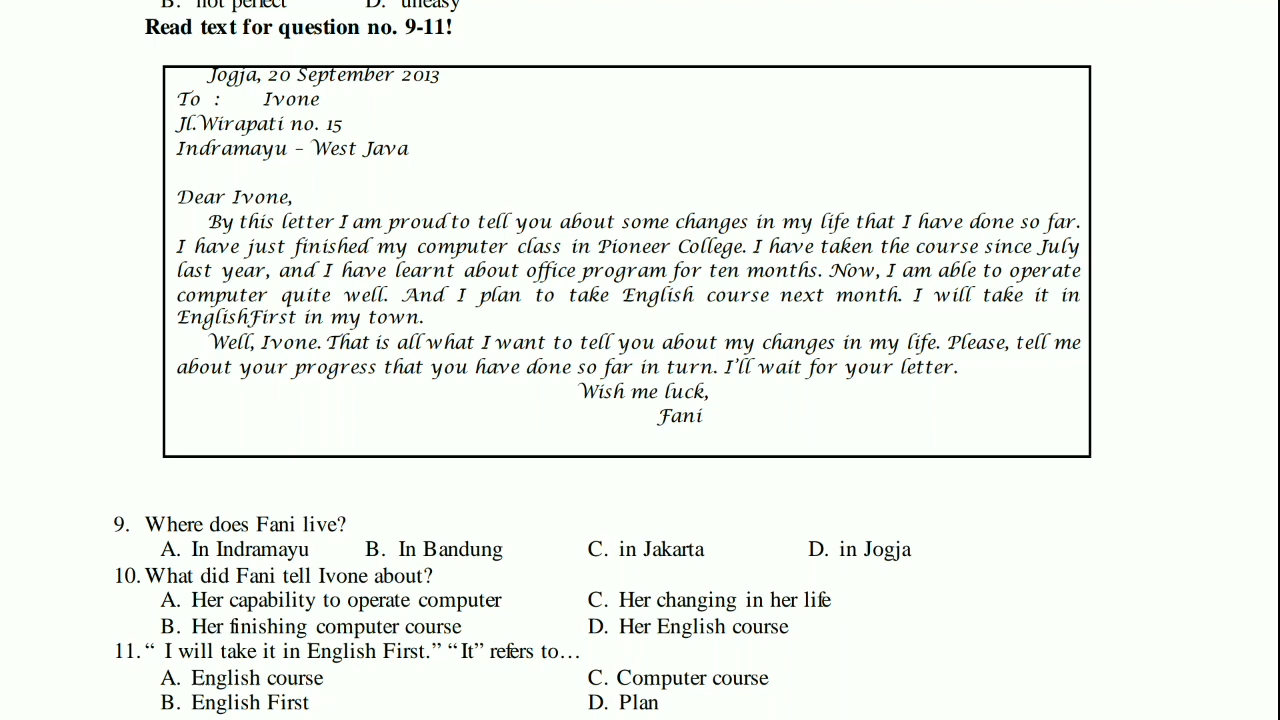 B. not perfect D. uneasy
Read text for question no. 9-11!
Jogja, 20 September 2013
To : Ivone
Jl.Wirapati no. 15
Indramayu - West Java
Dear Ivone,
By this letter I am proud to tell you about some changes in my life that I have done so far.
I have just finished my computer class in Pioneer College. I have taken the course since July
last year, and I have learnt about office program for ten months. Now, I am able to operate
computer quite well. And I plan to take English course next month. I will take it in
EnglishFirst in my town.
Well, Ivone. That is all what I want to tell you about my changes in my life. Please, tell me
about your progress that you have done so far in turn. I'll wait for your letter.
Wish me luck,
Fani
9. Where does Fani live?
A. In Indramayu B. In Bandung C. in Jakarta D. in Jogja
10. What did Fani tell Ivone about?
A. Her capability to operate computer C. Her changing in her life
B. Her finishing computer course D. Her English course
11. “ I will take it in English First.” “It” refers to…
A. English course C. Computer course
B. English First D. Plan